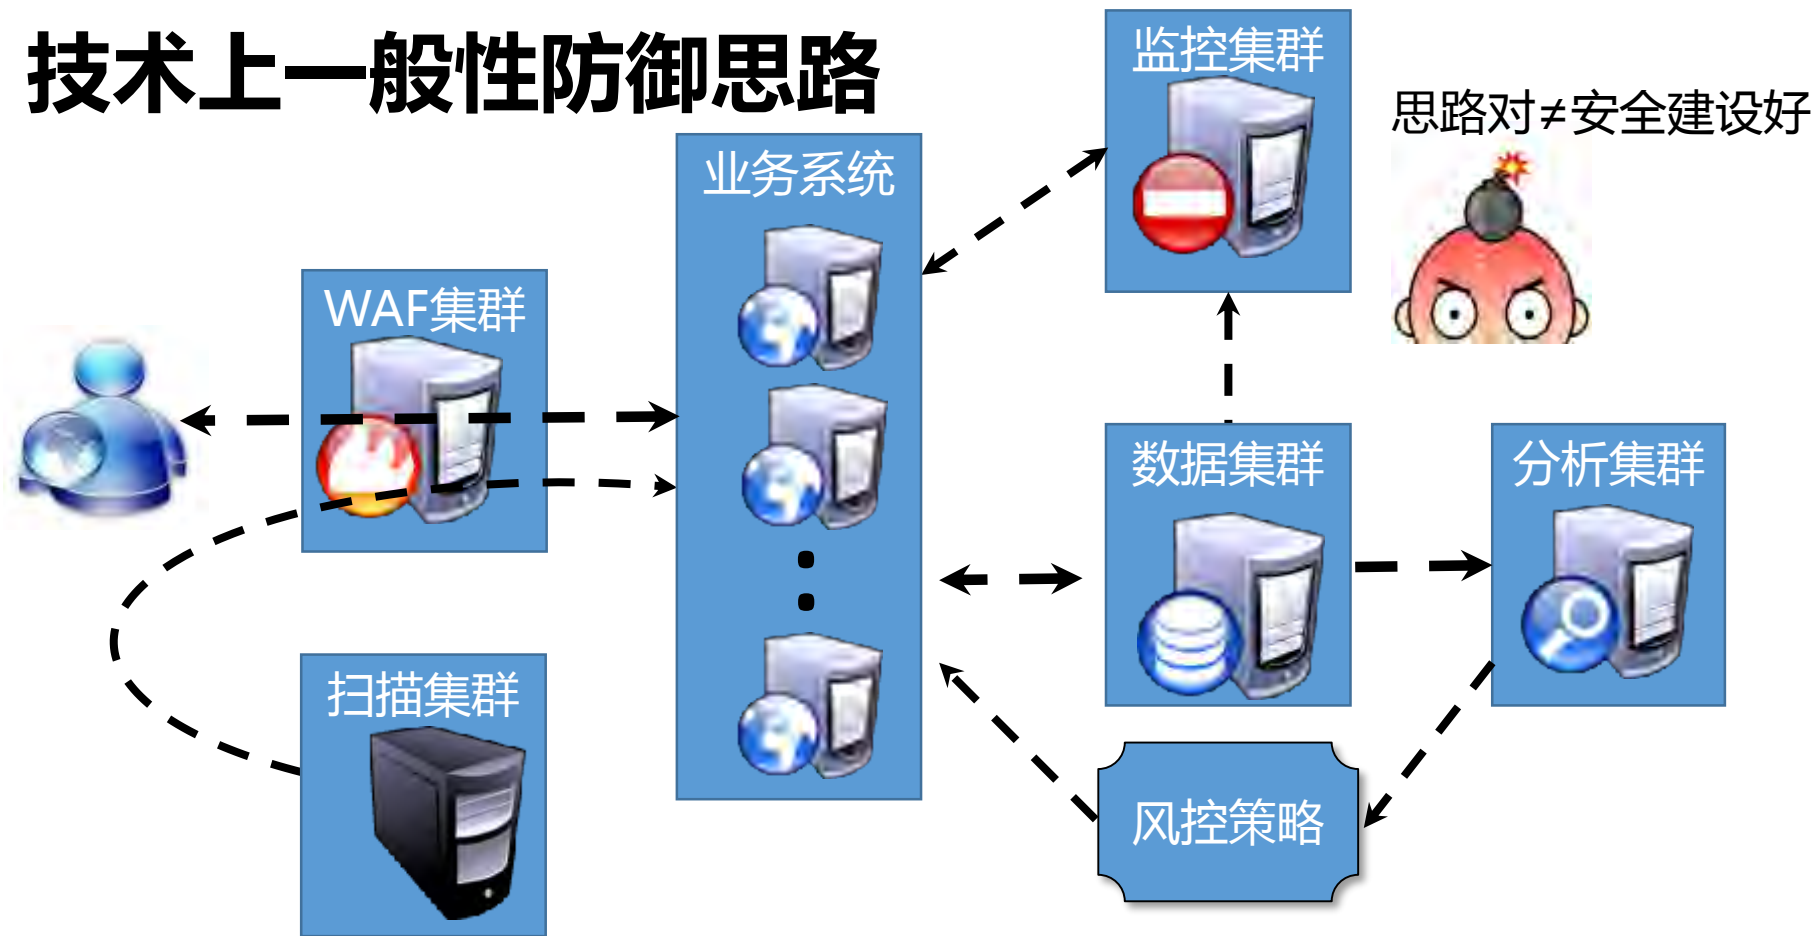 技术上一般性防御思路
监控集群
思路对≠安全建设好
业务系统
WAF集群
数据集群
分析集群
扫描集群
风控策略